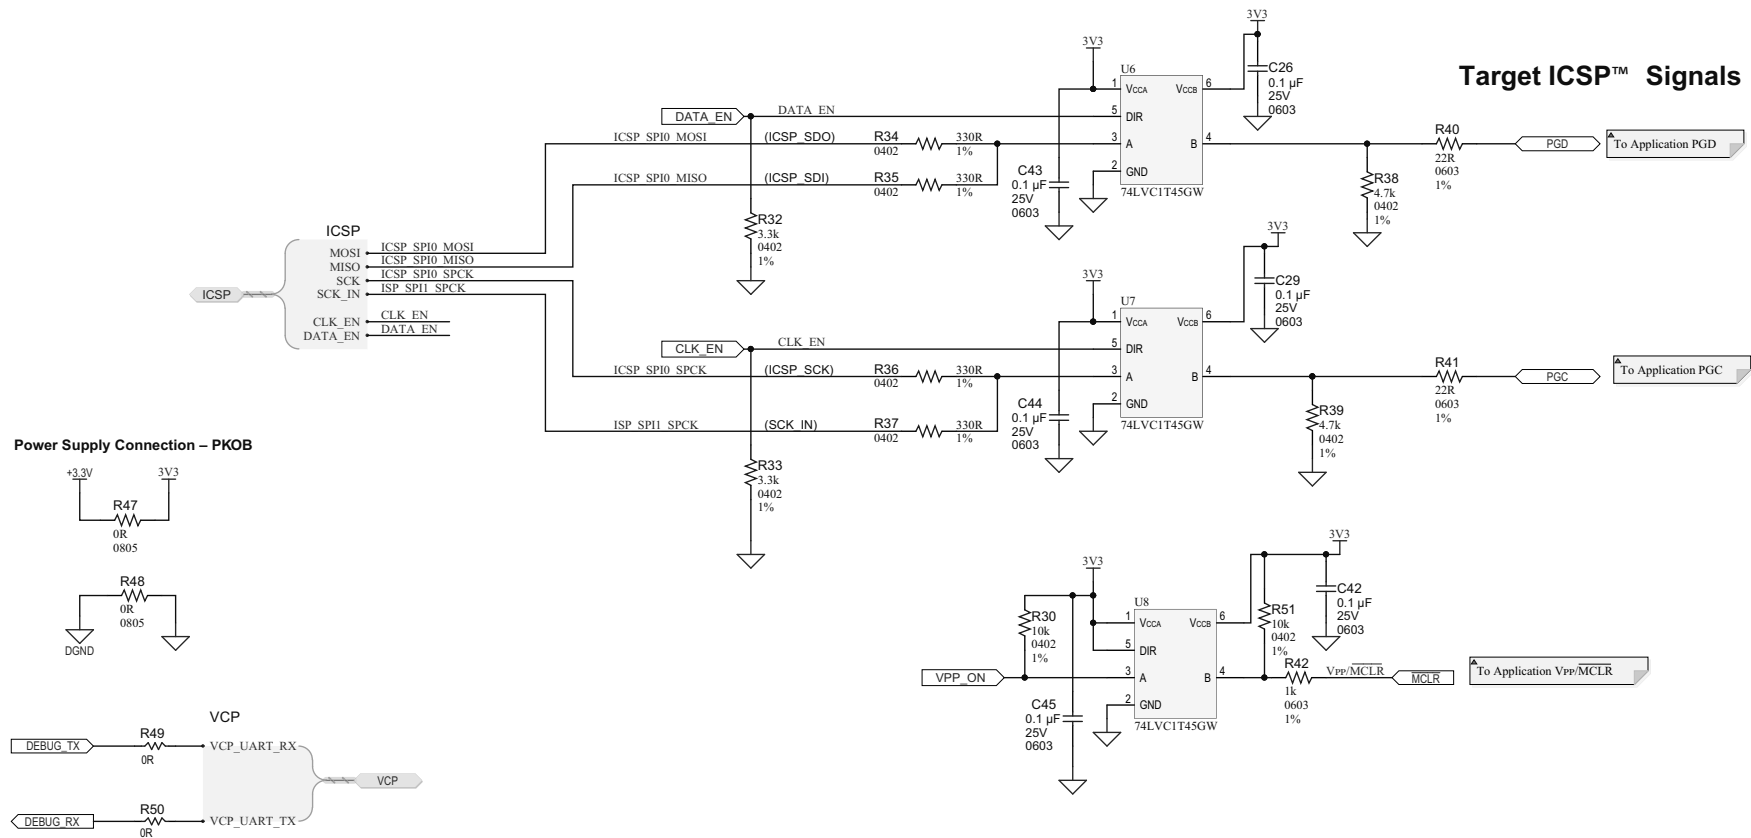 Target ICSP™ Signals
3V3
C26
0.1 µF
25V
0603
3V3
U6
1 VCCA VCCB 6
5 DIR
3 A B 4
2 GND
74LVC1T45GW
DATA_EN DATA_EN
ICSP_SPI0_MOSI (ICSP_SDO) R34 330R
0402 1%
ICSP_SPI0_MISO (ICSP_SDI) R35 330R
0402 1%
C43
0.1 µF
25V
0603
R40
22R
0603
1%
PGD
To Application PGD
R38
4.7k
0402
1%
R32
3.3k
0402
1%
ICSP
ICSP
MOSI ICSP_SPI0_MOSI
MISO ICSP_SPI0_MISO
SCK ICSP_SPI0_SPCK
SCK_IN ISP_SPI1_SPCK
CLK_EN CLK_EN
DATA_EN DATA_EN
3V3
C29
0.1 µF
25V
0603
3V3
U7
1 VCCA VCCB 6
5 DIR
3 A B 4
2 GND
74LVC1T45GW
CLK_EN CLK_EN
ICSP_SPI0_SPCK (ICSP_SCK) R36 330R
0402 1%
ISP_SPI1_SPCK (SCK_IN) R37 330R
0402 1%
C44
0.1 µF
25V
0603
R41
22R
0603
1%
PGC
To Application PGC
R39
4.7k
0402
1%
R33
3.3k
0402
1%
Power Supply Connection – PKOB
+3.3V 3V3
R47
0R
0805
R48
0R
0805
DGND
3V3
3V3
U8
1 VCCA VCCB 6
5 DIR
3 A B 4
2 GND
74LVC1T45GW
R30
10k
0402
1%
VPP_ON
C45
0.1 µF
25V
0603
R51
10k
0402
1%
C42
0.1 µF
25V
0603
R42
1k
0603
1%
VPP/MCLR
MCLR
To Application VPP/MCLR
VCP
DEBUG_TX R49 VCP_UART_RX
0R
VCP
DEBUG_RX R50 VCP_UART_TX
0R